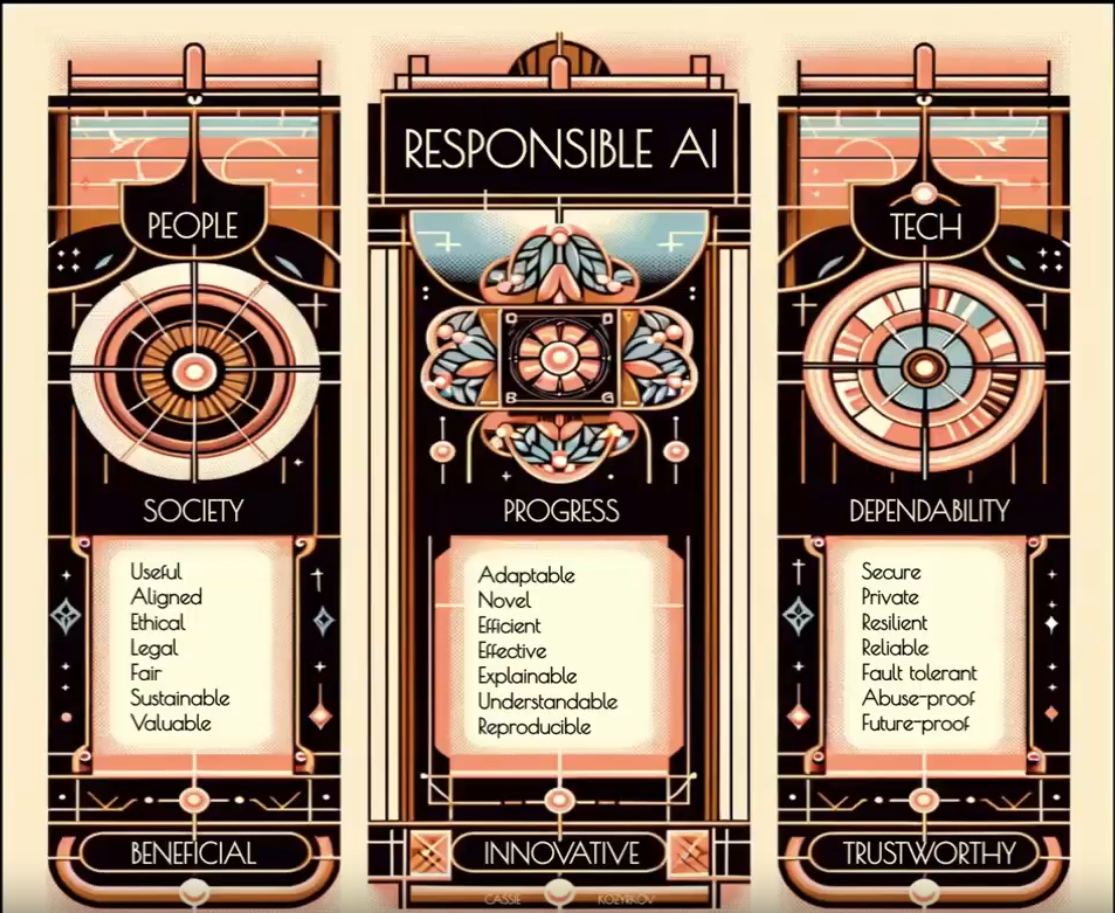 RESPONSIBLE AI
PEOPLE
SOCIETY
Useful
Aligned
Ethical
Legal
Fair
Sustainable
Valuable
BENEFICIAL
PROGRESS
Adaptable
Novel
Efficient
Effective
Explainable
Understandable
Reproducible
INNOVATIVE
CASSIE KOZYRKOV
TECH
DEPENDABILITY
Secure
Private
Resilient
Reliable
Fault tolerant
Abuse-proof
Future-proof
TRUSTWORTHY